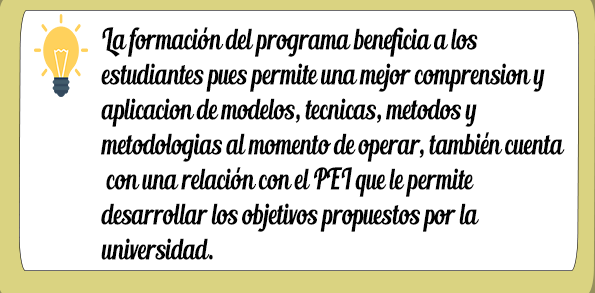 La formación del programa beneficia a los
estudiantes pues permite una mejor comprension y
aplicacion de modelos, tecnicas, metodos y
metodologias al momento de operar, también cuenta
con una relación con el PEI que le permite
desarrollar los objetivos propuestos por la
universidad.